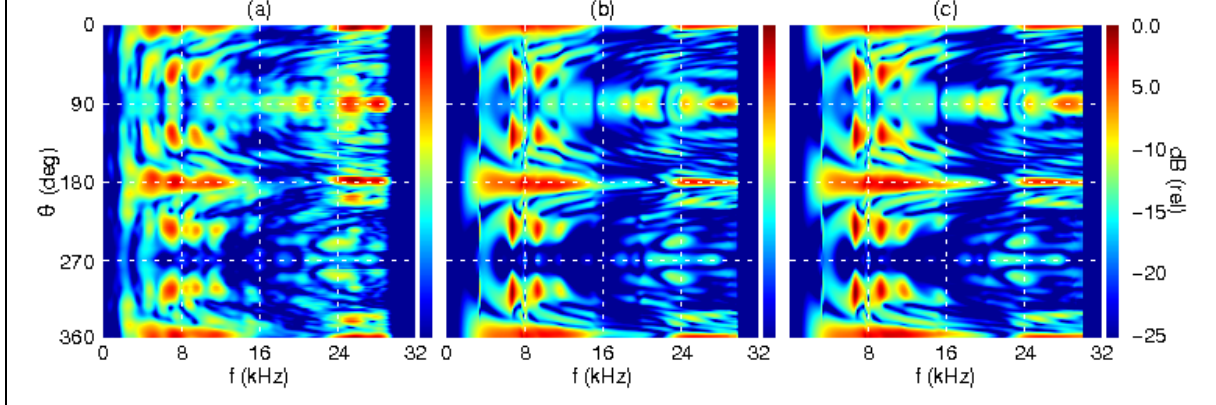 (a) (b) (c)
0 0.0
90 -5.0
-10
180
-15
270 -20
360 -25
0 8 16 24 32 0 8 16 24 32 8 16 24 32
f (kHz) f (kHz) f (kHz)
θ (deg)
dB (rel)